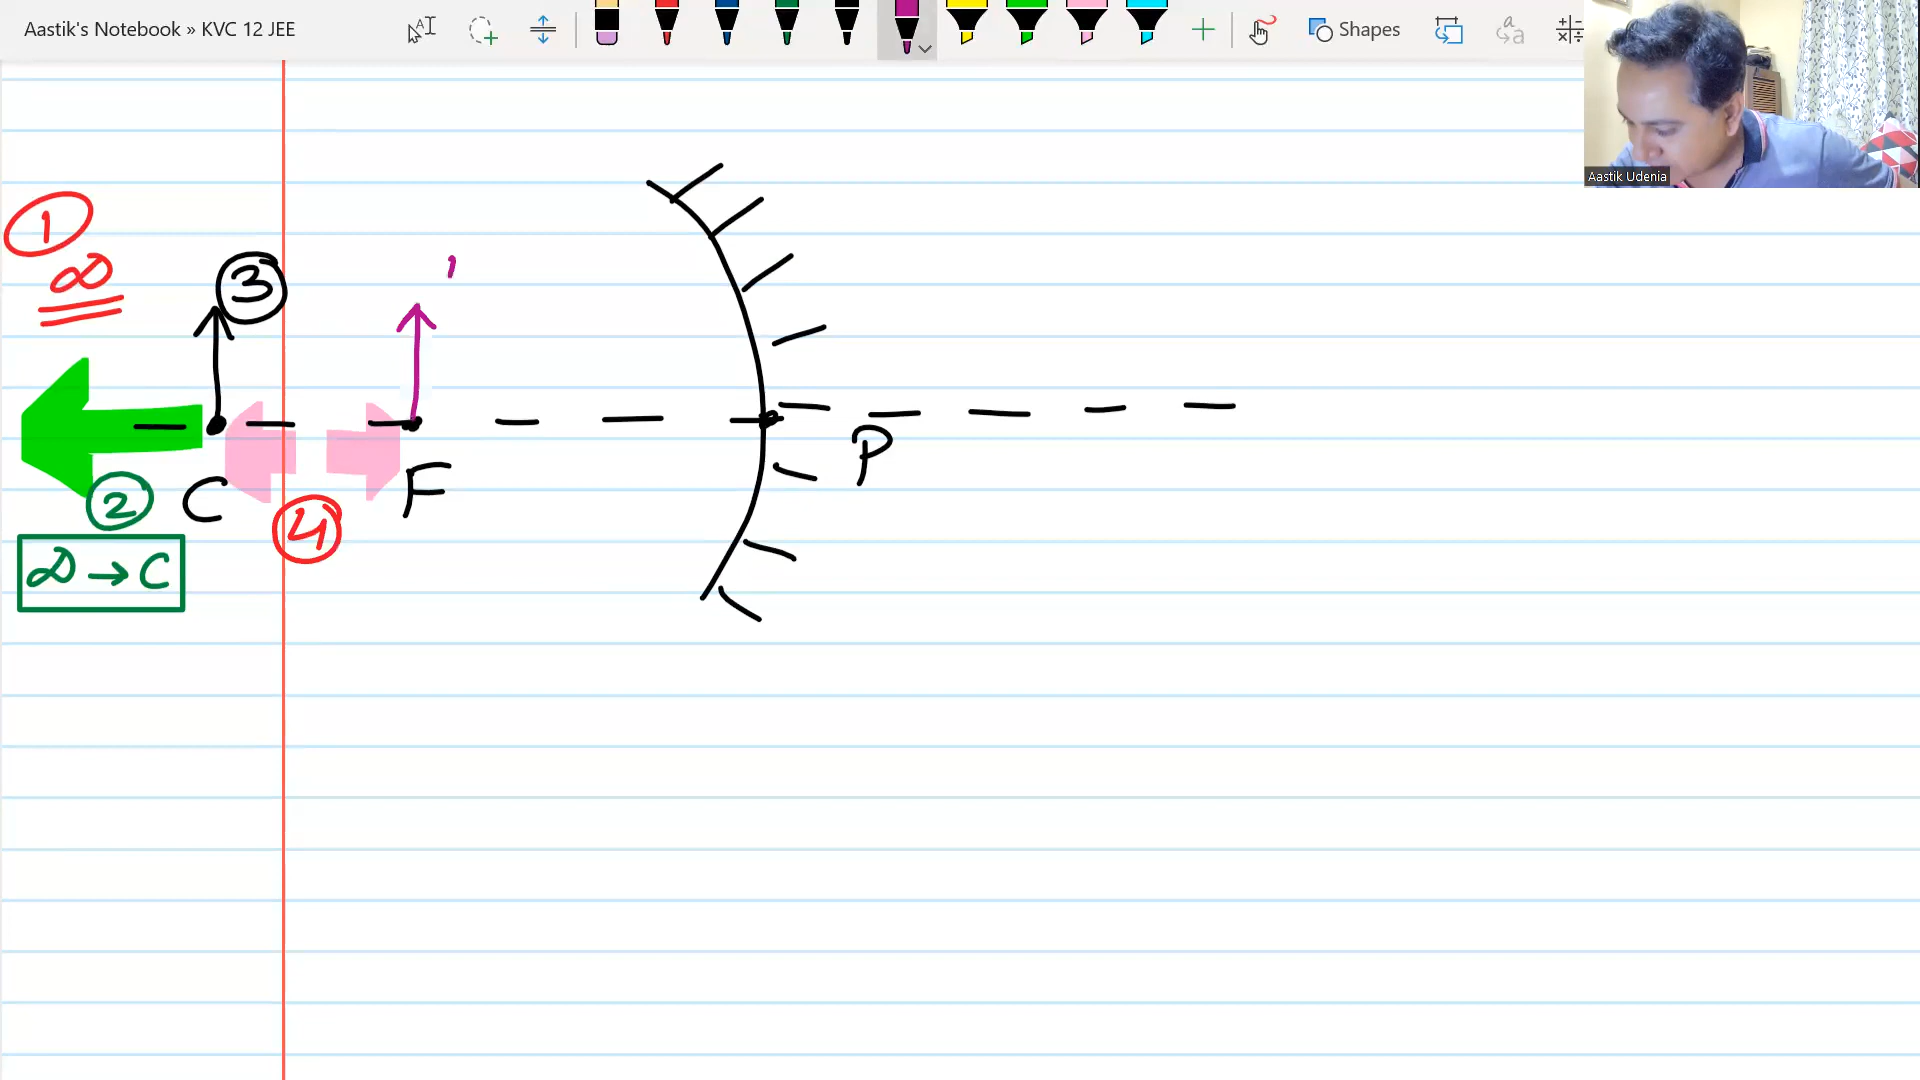 Aastik's Notebook » KVC 12 JEE
Shapes
Aastik Udenia
1
∞
3
P
F
2
C
4
∞ → C